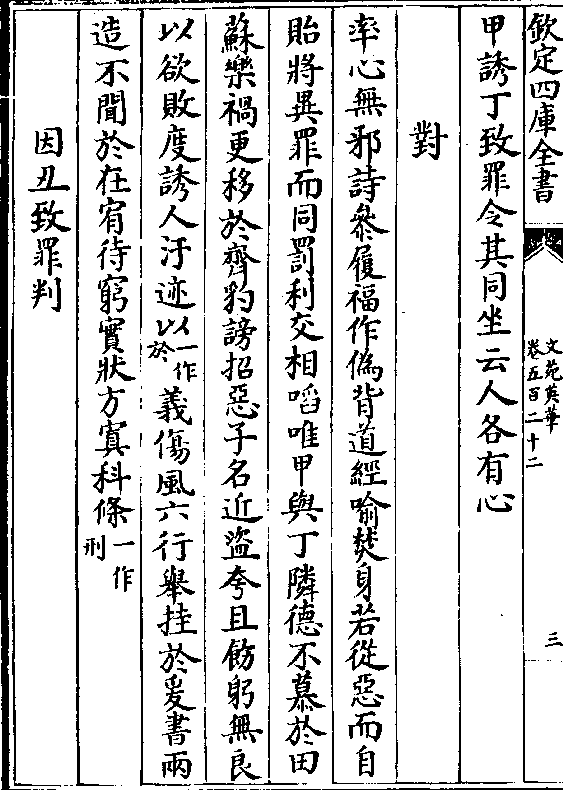 欽定四庫全書
文苑英華
卷五百二十二
三
甲誘丁致罪令其同坐云人各有心
對
率心無邪詩叅履福作偽背道經喻焚身若從惡而自
貽將異罪而同罰利交相㗖唯甲與丁隣德不慕於田
蘇樂禍更移於齊豹謗招惡子名近盜夸且飭躬無良
以欲敗度誘人汙迹以一作於義傷風六行舉挂於爰書兩
造不聞於在宥待窮實狀方寘科條一作刑
因丑致罪判